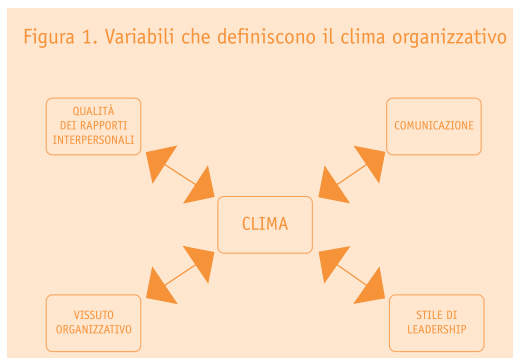 Figura 1. Variabili che definiscono il clima organizzativo
QUALITÀ
DEI RAPPORTI
INTERPERSONALI
COMUNICAZIONE
CLIMA
VISSUTO
ORGANIZZATIVO
STILE DI
LEADERSHIP